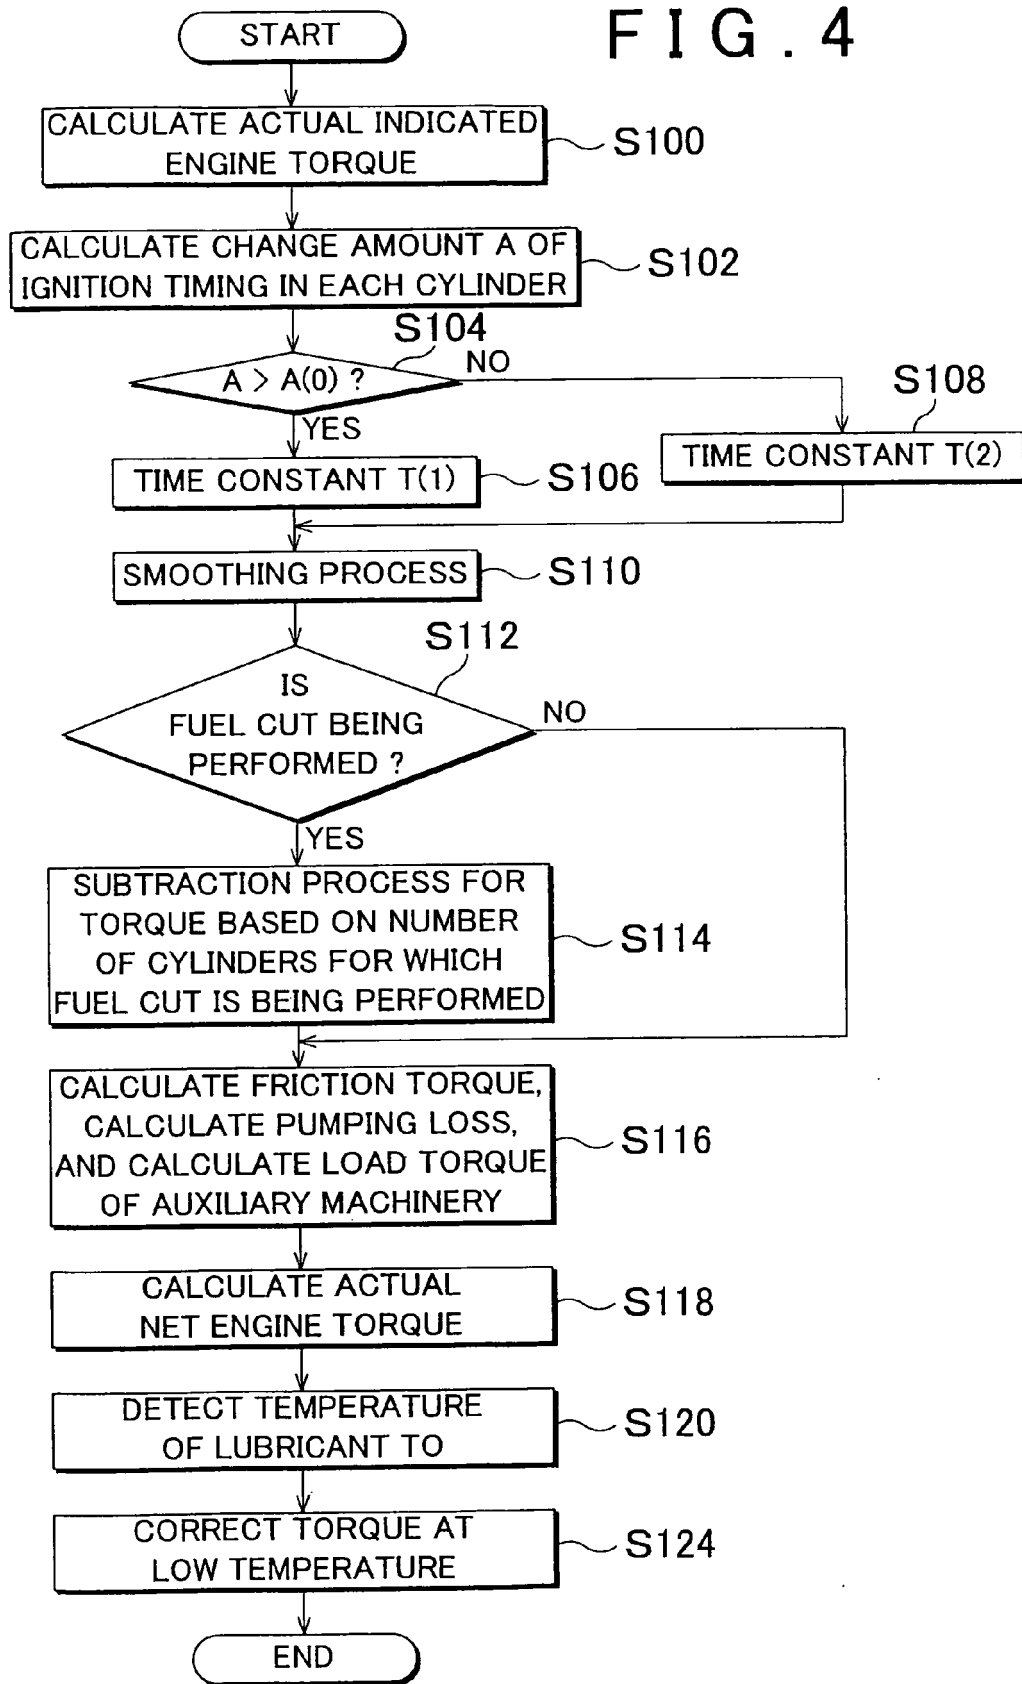 FIG. 4
START
CALCULATE ACTUAL INDICATED
ENGINE TORQUE
S100
CALCULATE CHANGE AMOUNT A OF
IGNITION TIMING IN EACH CYLINDER
S102
S104
A > A(0) ?
NO
YES
S108
TIME CONSTANT T(2)
TIME CONSTANT T(1)
S106
SMOOTHING PROCESS
S110
S112
IS
FUEL CUT BEING
PERFORMED ?
NO
YES
SUBTRACTION PROCESS FOR
TORQUE BASED ON NUMBER
OF CYLINDERS FOR WHICH
FUEL CUT IS BEING PERFORMED
S114
CALCULATE FRICTION TORQUE,
CALCULATE PUMPING LOSS,
AND CALCULATE LOAD TORQUE
OF AUXILIARY MACHINERY
S116
CALCULATE ACTUAL
NET ENGINE TORQUE
S118
DETECT TEMPERATURE
OF LUBRICANT TO
S120
CORRECT TORQUE AT
LOW TEMPERATURE
S124
END